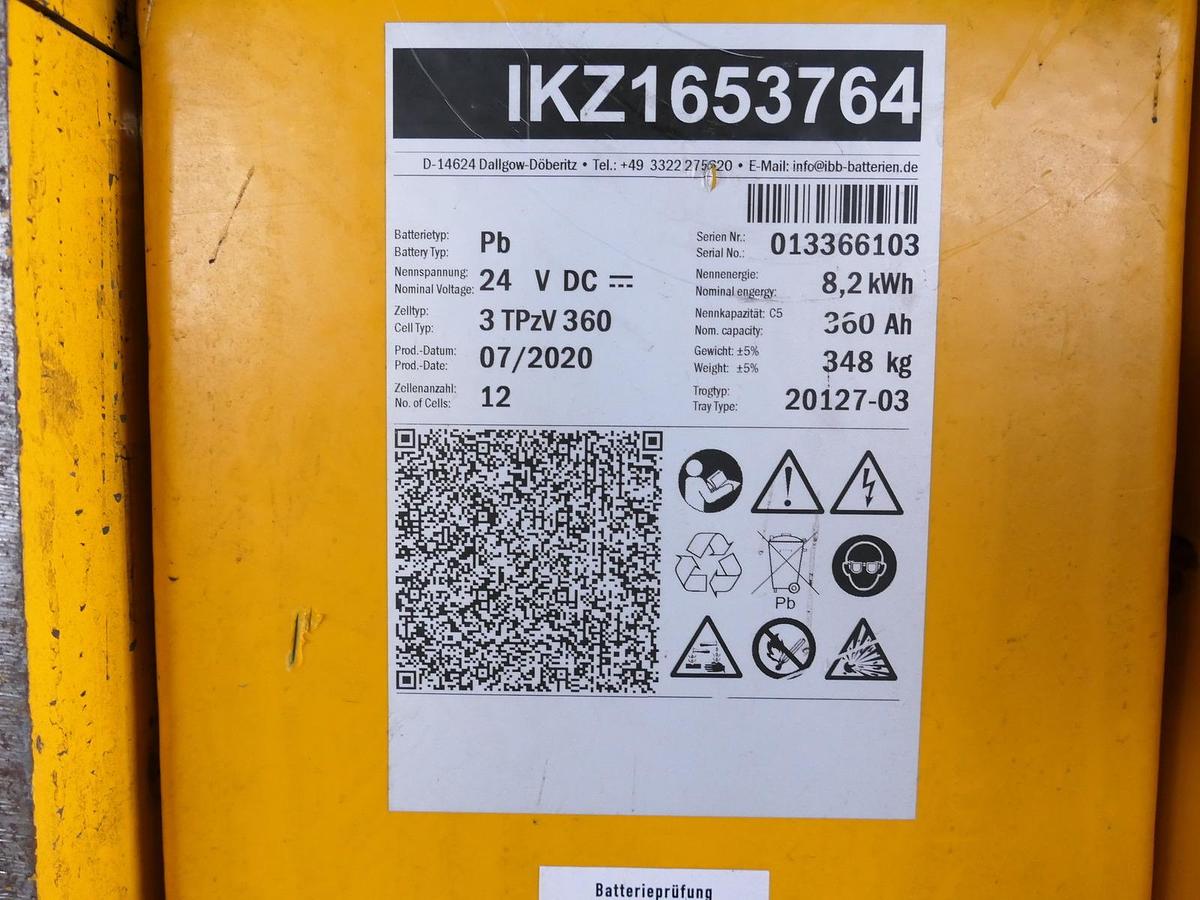 IKZ1653764
D-14624 Dallgow-Döberitz • Tel.: +49 3322 • E-Mail: info@ibb-batterien.de
Batterietyp: Battery Typ: Pb
Serien Nr.: Serial No.: 013366103
Nennspannung: Nominal Voltage: 24 V DC
Nennenergie: Nominal engergy: 8,2 kWh
Zelltyp: Cell Typ: 3 TPzV 360
Nennkapazität: C5 Nom. capacity: 360 Ah
Prod.-Datum: Prod.-Date: 07/2020
Gewicht: ±5% Weight: ±5% 348 kg
Zellenanzahl: No. of Cells: 12
Trogtyp: Tray Type: 20127-03
Pb
Batterieprüfung